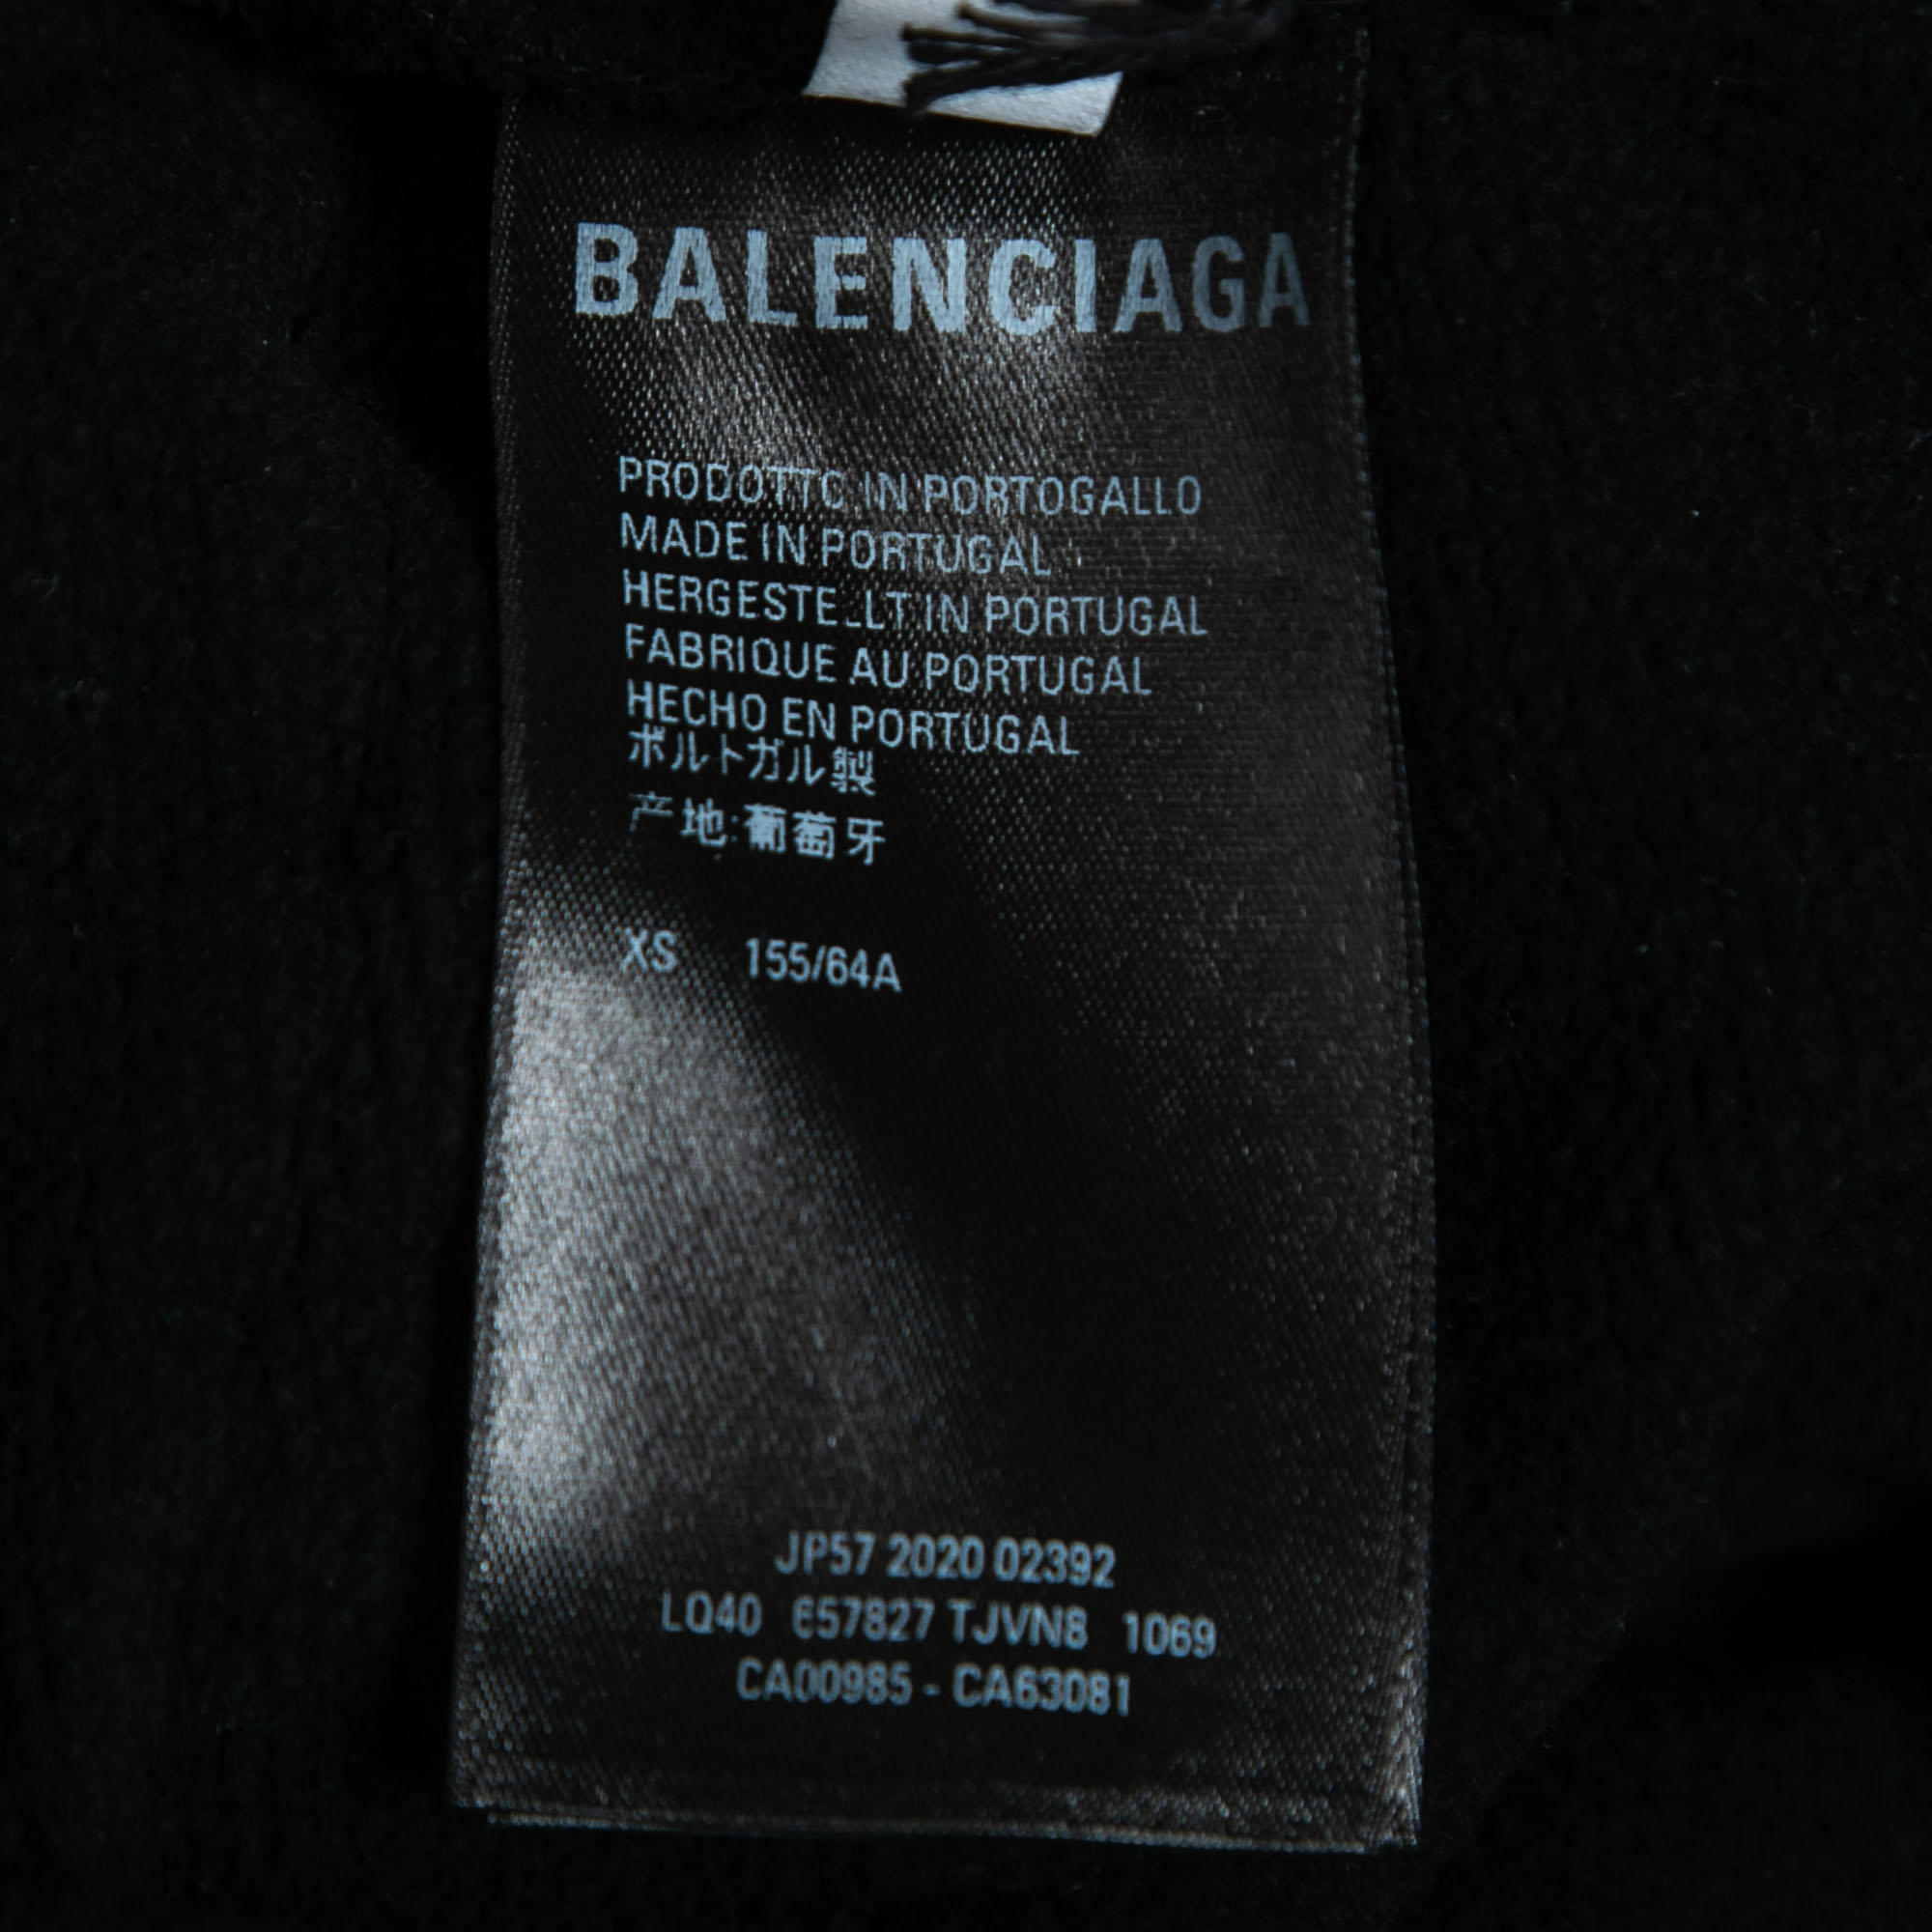 BALENCIAGA
PRODOTTO IN PORTOGALLO
MADE IN PORTUGAL
HERGESTELLT IN PORTUGAL
FABRIQUE AU PORTUGAL
HECHO EN PORTUGAL
ポルトガル製
产地:葡萄牙
XS 155/64A
JP57 2020 02392
LQ40 657827 TJVN8 1069
CA00985 - CA63081